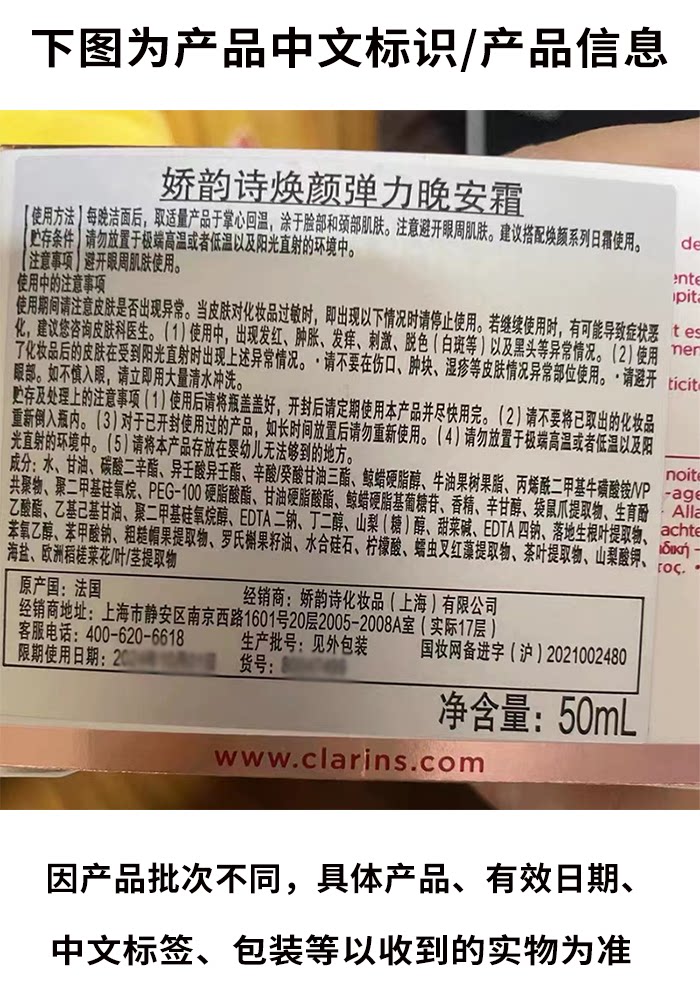 下图为产品中文标识/产品信息
娇韵诗焕颜弹力晚安霜
【使用方法】每晚洁面后，取适量产品于掌心回温，涂于脸部和颈部肌肤。注意避开眼周肌肤。建议搭配焕颜系列日霜使用。
【贮存条件】请勿放置于极端高温或者低温以及阳光直射的环境中。
【注意事项】避开眼周肌肤使用。
使用中的注意事项
使用期间请注意皮肤是否出现异常。当皮肤对化妆品过敏时，即出现以下情况时请停止使用。若继续使用时，有可能导致症状恶
化，建议您咨询皮肤科医生。（1）使用中，出现发红、肿胀、发痒、刺激、脱色（白斑等）以及黑头等异常情况。（2）使用
了化妆品后的皮肤在受到阳光直射时出现上述异常情况。·请不要在伤口、肿块、湿疹等皮肤情况异常部位使用。·请避开
眼部。如不慎入眼，请立即用大量清水冲洗。
贮存及处理上的注意事项（1）使用后请将瓶盖盖好，开封后请定期使用本产品并尽快用完。（2）请不要将已取出的化妆品
重新倒入瓶内。（3）对于已开封使用过的产品，如长时间放置后请勿重新使用。（4）请勿放置于极端高温或者低温以及阳
光直射的环境中。（5）请将本产品存放在婴幼儿无法够到的地方。
成分：水、甘油、碳酸二辛酯、异壬酸异壬酯、辛酸/癸酸甘油三酯、鲸蜡硬脂醇、牛油果树果脂、丙烯酰二甲基牛磺酸铵/VP
共聚物、聚二甲基硅氧烷、PEG-100 硬脂酸酯、甘油硬脂酸酯、鲸蜡硬脂基葡糖苷、香精、辛甘醇、袋鼠爪提取物、生育酚
乙酸酯、乙基己基甘油、聚二甲基硅氧烷醇、EDTA 二钠、丁二醇、山梨（糖）醇、甜菜碱、EDTA 四钠、落地生根叶提取物、
苯氧乙醇、苯甲酸钠、粗糙帽果提取物、罗氏槲果籽油、水合硅石、柠檬酸、蠕虫叉红藻提取物、茶叶提取物、山梨酸钾、
海盐、欧洲稻槎菜花/叶/茎提取物
原产国：法国 经销商：娇韵诗化妆品（上海）有限公司
经销商地址：上海市静安区南京西路1601号20层2005-2008A室（实际17层）
客服电话：400-620-6618 生产批号：见外包装 国妆网备进字（沪）2021002480
限期使用日期： 货号：
净含量：50mL
www.clarins.com
因产品批次不同，具体产品、有效日期、
中文标签、包装等以收到的实物为准